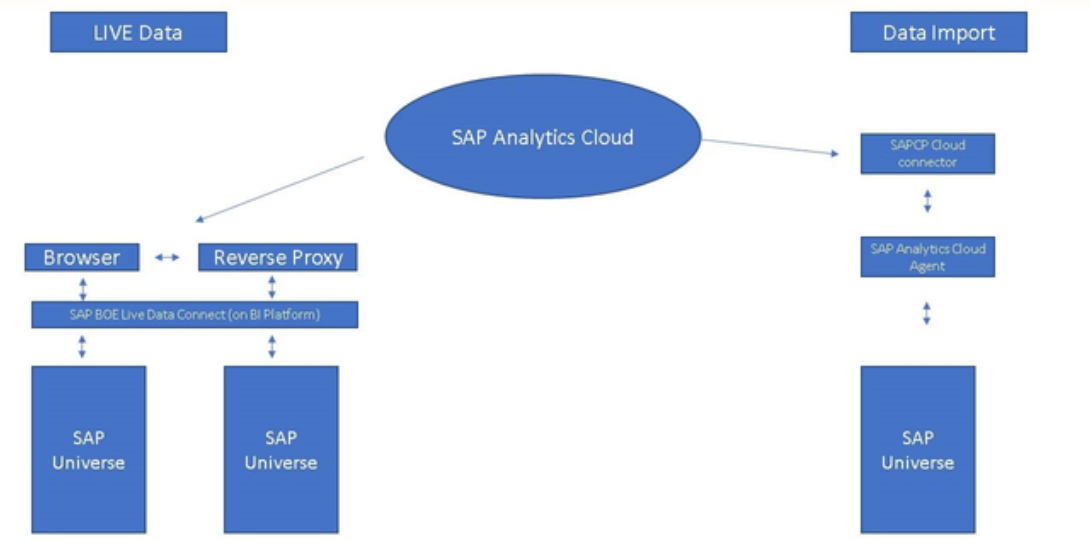 LIVE Data
Data Import
SAP Analytics Cloud
SAPCP Cloud
connector
Browser
Reverse Proxy
SAP Analytics Cloud
Agent
SAP BOE Live Data Connect (on BI Platform)
SAP
Universe
SAP
Universe
SAP
Universe